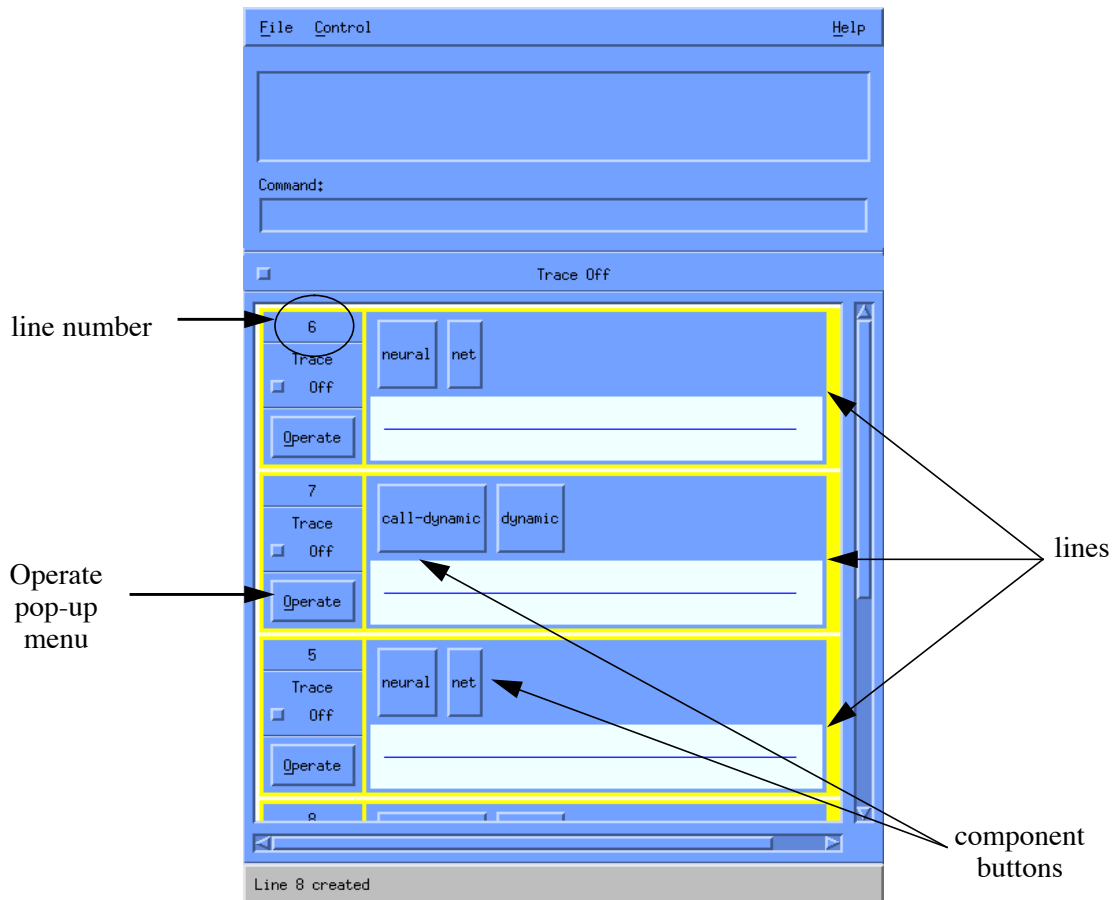 File Control Help
Command:
Trace Off
line number
6
Trace
Off
Operate
neural net
7
Trace
Off
Operate
call-dynamic dynamic
lines
Operate
pop-up
menu
5
Trace
Off
Operate
neural net
8
component
buttons
Line 8 created